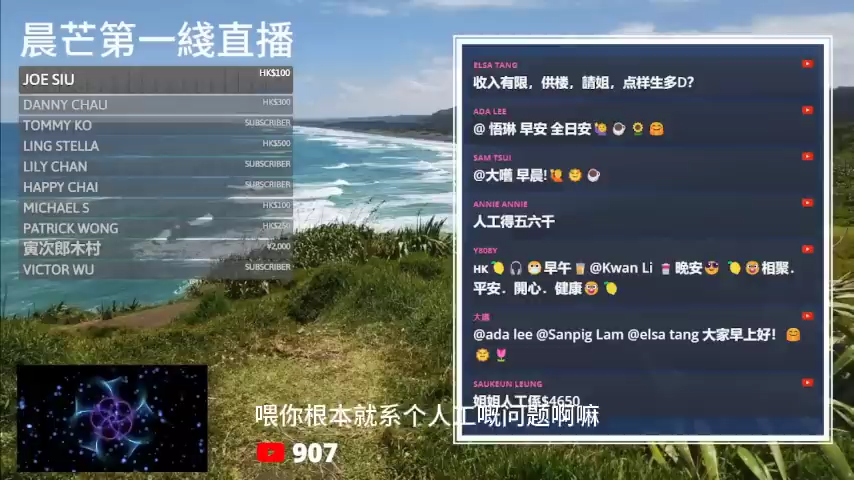 晨芒第一綫直播
JOE SIU HK$100
DANNY CHAU HK$300
TOMMY KO SUBSCRIBER
LING STELLA HK$500
LILY CHAN SUBSCRIBER
HAPPY CHAI SUBSCRIBER
MICHAEL S HK$100
PATRICK WONG HK$250
寅次郎木村 ¥2,000
VICTOR WU SUBSCRIBER
ELSA TANG
收入有限，供楼，請姐，点样生多D?
ADA LEE
@ 悟琳 早安 全日安🙋‍♀️☕🌻🤗
SAM TSUI
@大囉 早晨!🙋‍♀️🌞☕
ANNIE ANNIE
人工得五六千
YBOBY
HK🍋🎧😷早午🧋@Kwan Li 🧋晚安😍 🍋🤓相聚.
平安. 開心. 健康🤓🍋
@ada lee @Sanpig Lam @elsa tang 大家早上好！🤗
🌞🌷
SAUKEUN LEUNG
姐姐人工係$4650
喂你根本就系个人工嘅问题啊嘛
907